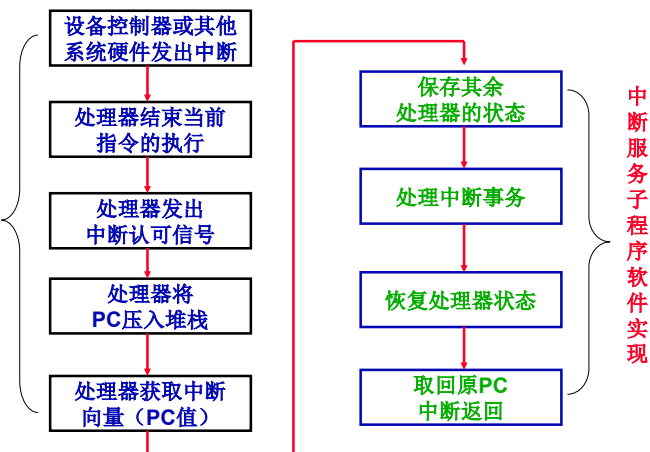 设备控制器或其他
系统硬件发出中断
处理器结束当前
指令的执行
处理器发出
中断认可信号
处理器将
PC压入堆栈
处理器获取中断
向量（PC值）
保存其余
处理器的状态
处理中断事务
恢复处理器状态
取回原PC
中断返回
中断服务子程序软件实现